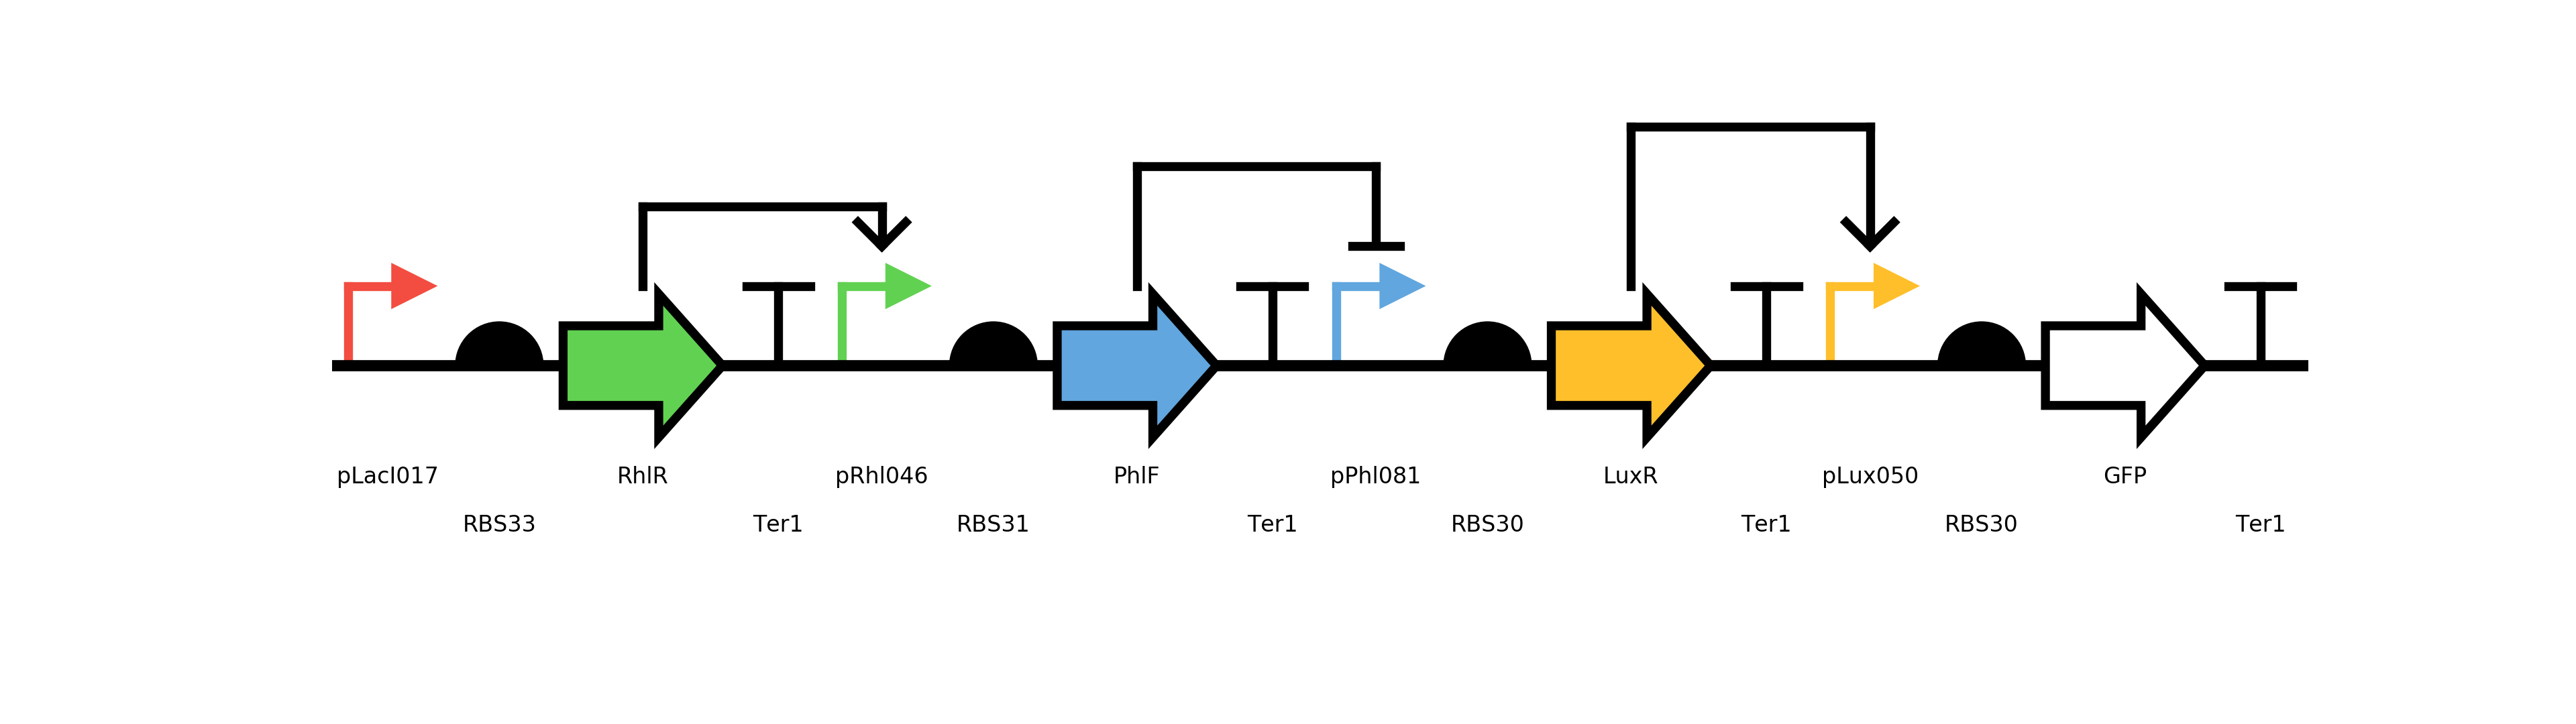 pLacI017 RhlR pRhl046 PhlF pPhl081 LuxR pLux050 GFP
RBS33 Ter1 RBS31 Ter1 RBS30 Ter1 RBS30 Ter1